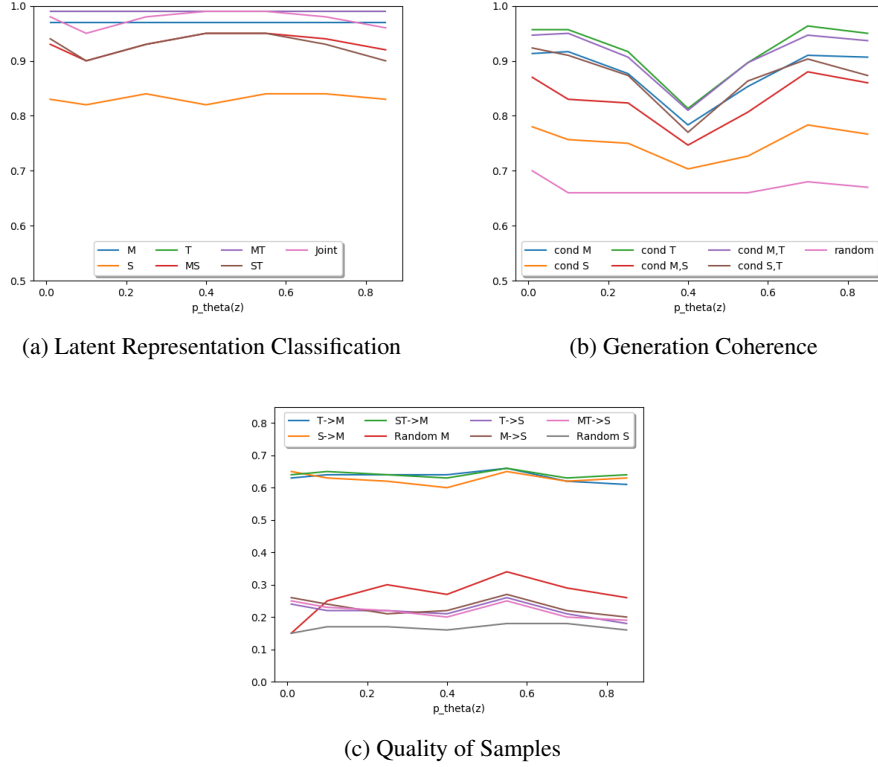 1.0
0.9
0.8
0.7
0.6
0.5
0.0 0.2 0.4 0.6 0.8
p_theta(z)
M T MT Joint
S MS ST
(a) Latent Representation Classification
1.0
0.9
0.8
0.7
0.6
0.5
0.0 0.2 0.4 0.6 0.8
p_theta(z)
cond M cond T cond M,T random
cond S cond M,S cond S,T
(b) Generation Coherence
T->M ST->M T->S MT->S
S->M Random M M->S Random S
0.8
0.7
0.6
0.5
0.4
0.3
0.2
0.1
0.0
0.0 0.2 0.4 0.6 0.8
p_theta(z)
(c) Quality of Samples